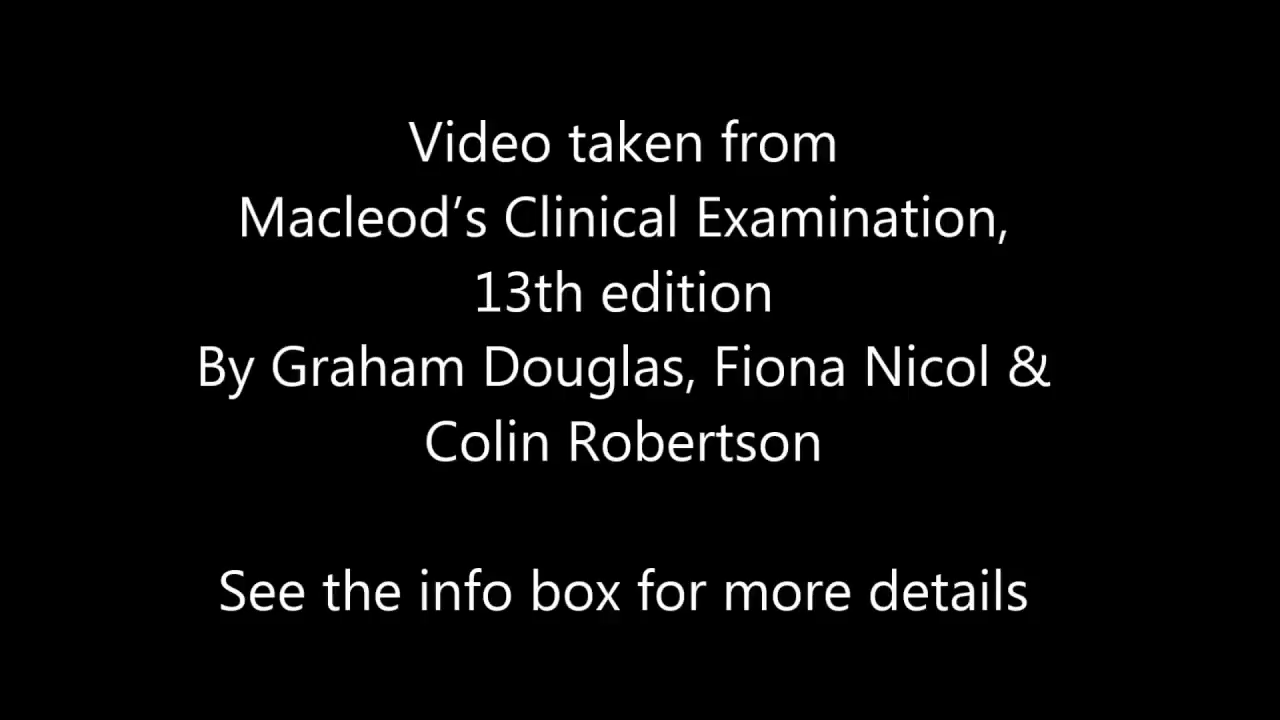 Video taken from
Macleod’s Clinical Examination,
13th edition
By Graham Douglas, Fiona Nicol &
Colin Robertson
See the info box for more details